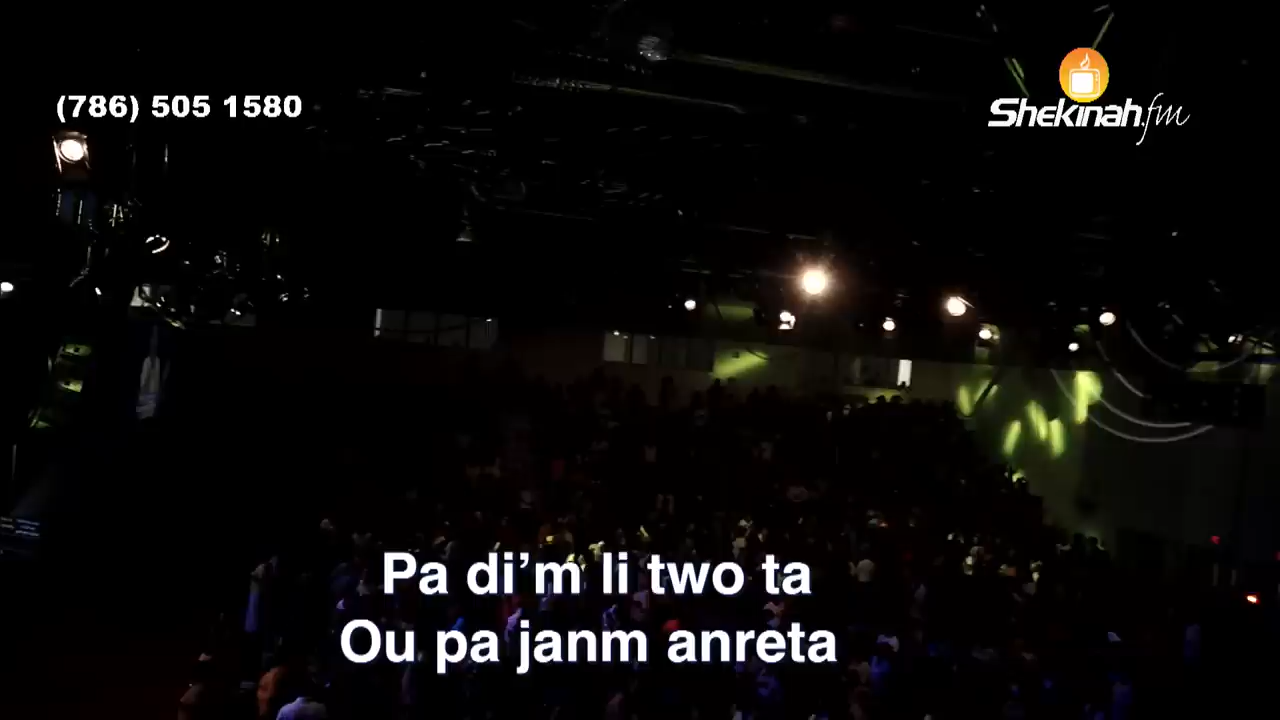 (786) 505 1580
Shekinah.fm
Pa di’m li two ta
Ou pa janm anreta